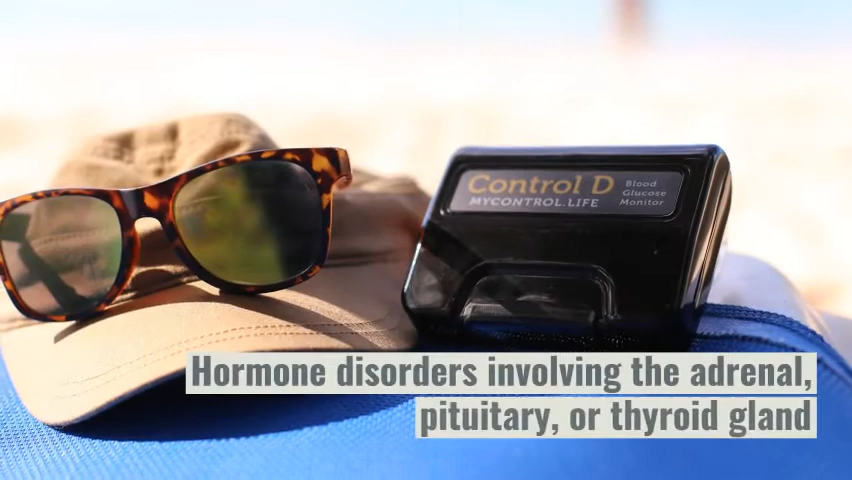 Control D
MYCONTROL.LIFE
Blood
Glucose
Monitor
Hormone disorders involving the adrenal,
pituitary, or thyroid gland